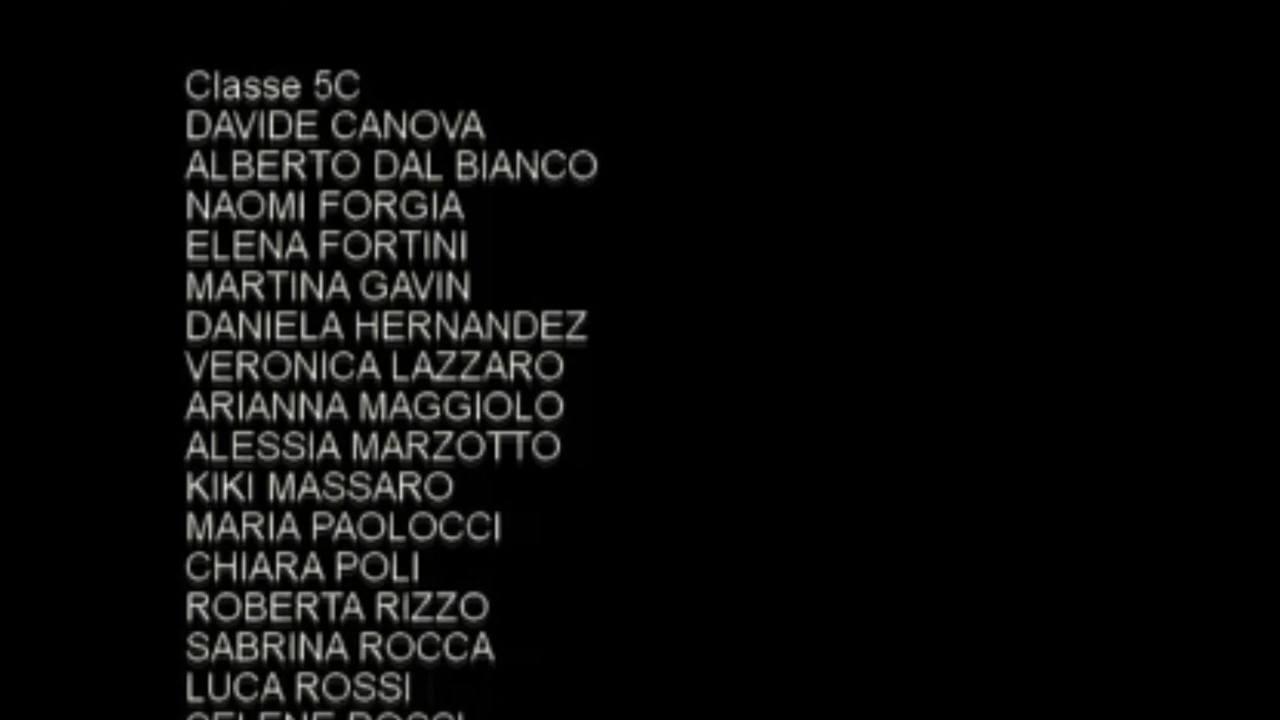 Classe 5C
DAVIDE CANOVA
ALBERTO DAL BIANCO
NAOMI FORGIA
ELENA FORTINI
MARTINA GAVIN
DANIELA HERNANDEZ
VERONICA LAZZARO
ARIANNA MAGGIOLO
ALESSIA MARZOTTO
KIKI MASSARO
MARIA PAOLOCCI
CHIARA POLI
ROBERTA RIZZO
SABRINA ROCCA
LUCA ROSSI